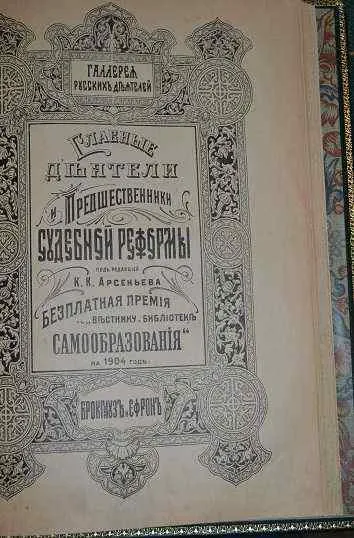 ГАЛЛЕРЕЯ
РУССКИХЪ ДѢЯТЕЛЕЙ
ГЛАВНЫЕ
ДѢЯТЕЛИ
И ПРЕДШЕСТВЕННИКИ
СУДЕБНОЙ РЕФОРМЫ
ПОДЪ РЕДАКЦІЕЙ
К. К. АРСЕНЬЕВА
БЕЗПЛАТНАЯ ПРЕМІЯ
КЪ „ВѢСТНИКУ И БИБЛІОТЕКѢ
САМООБРАЗОВАНІЯ“
НА 1904 ГОДЪ.
БРОКГАУЗЪ-ЕФРОНЪ